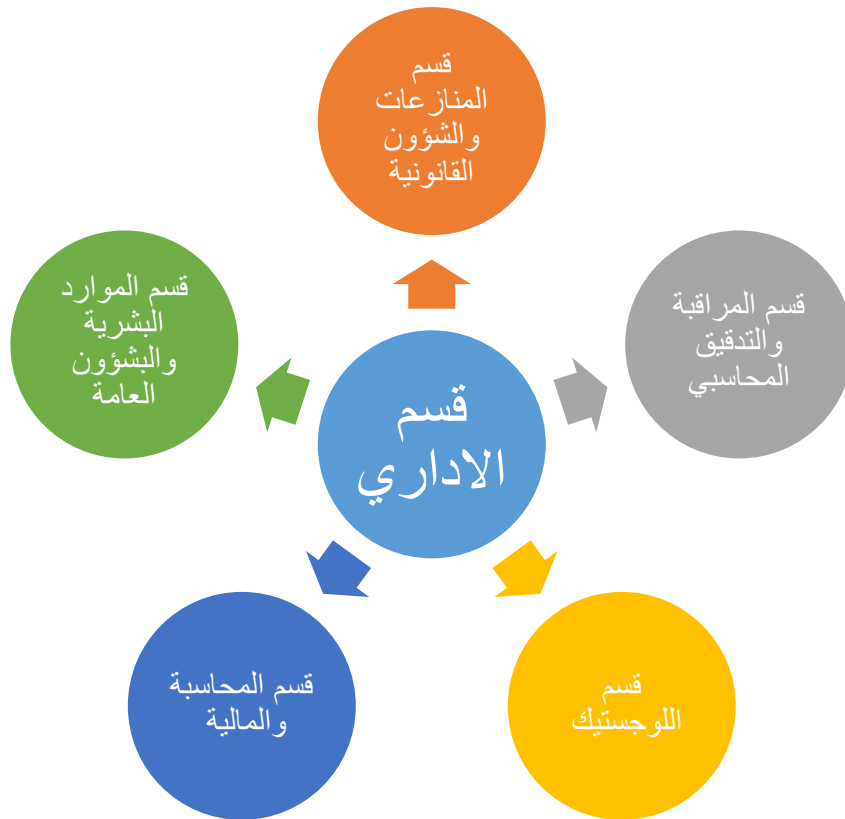 قسم
المنازعات
والشؤون
القانونية
قسم المراقبة
والتدقيق
المحاسبي
قسم
اللوجستيك
قسم المحاسبة
والمالية
قسم الموارد
البشرية
والبشؤون
العامة
قسم
الاداري